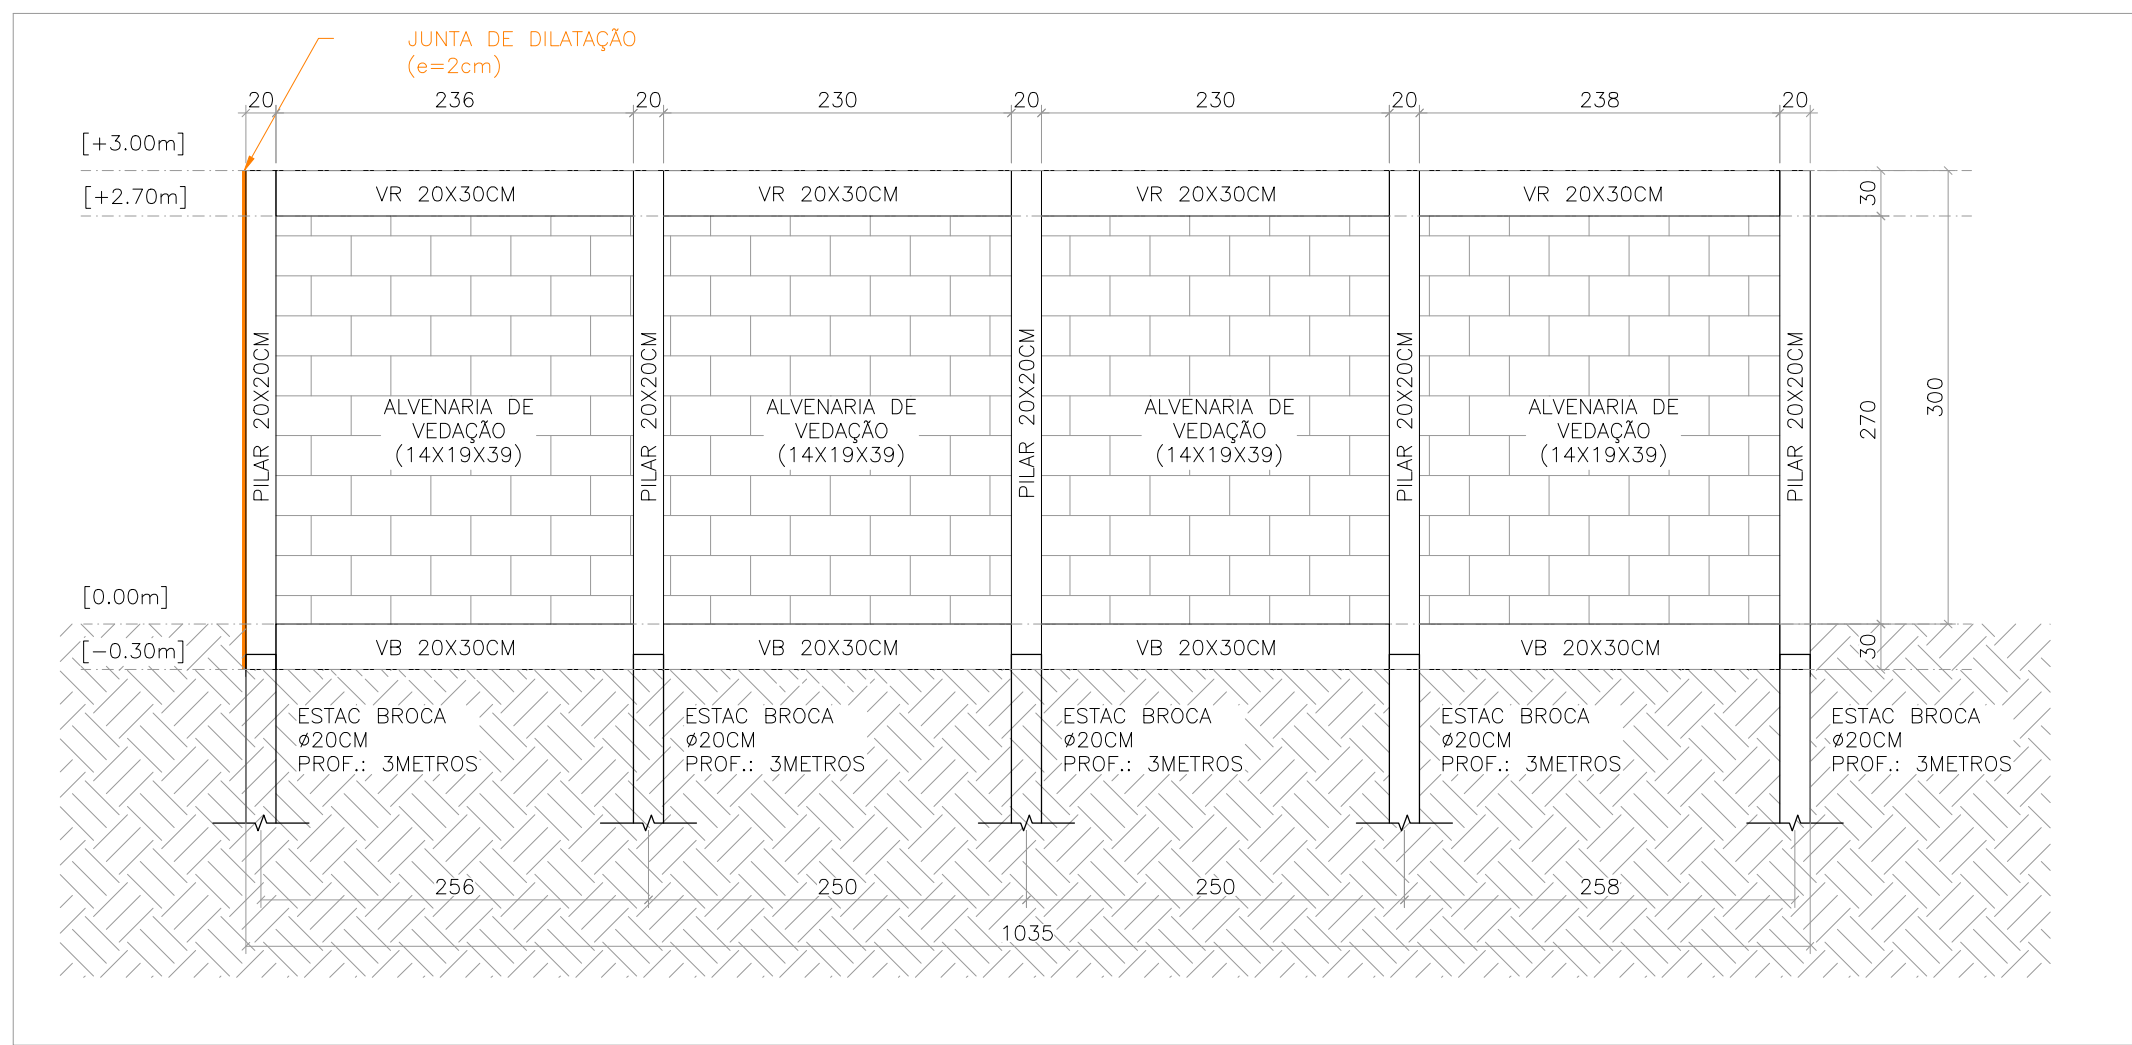 JUNTA DE DILATAÇÃO
(e=2cm)
20 236 20 230 20 230 20 238 20
[+3.00m]
[+2.70m]
VR 20X30CM VR 20X30CM VR 20X30CM VR 20X30CM
30
PILAR 20X20CM
PILAR 20X20CM
PILAR 20X20CM
PILAR 20X20CM
PILAR 20X20CM
ALVENARIA DE
VEDAÇÃO
(14X19X39)
ALVENARIA DE
VEDAÇÃO
(14X19X39)
ALVENARIA DE
VEDAÇÃO
(14X19X39)
ALVENARIA DE
VEDAÇÃO
(14X19X39)
270
300
[0.00m]
[-0.30m]
VB 20X30CM VB 20X30CM VB 20X30CM VB 20X30CM
30
ESTAC BROCA
ø20CM
PROF.: 3METROS
ESTAC BROCA
ø20CM
PROF.: 3METROS
ESTAC BROCA
ø20CM
PROF.: 3METROS
ESTAC BROCA
ø20CM
PROF.: 3METROS
ESTAC BROCA
ø20CM
PROF.: 3METROS
256 250 250 258
1035